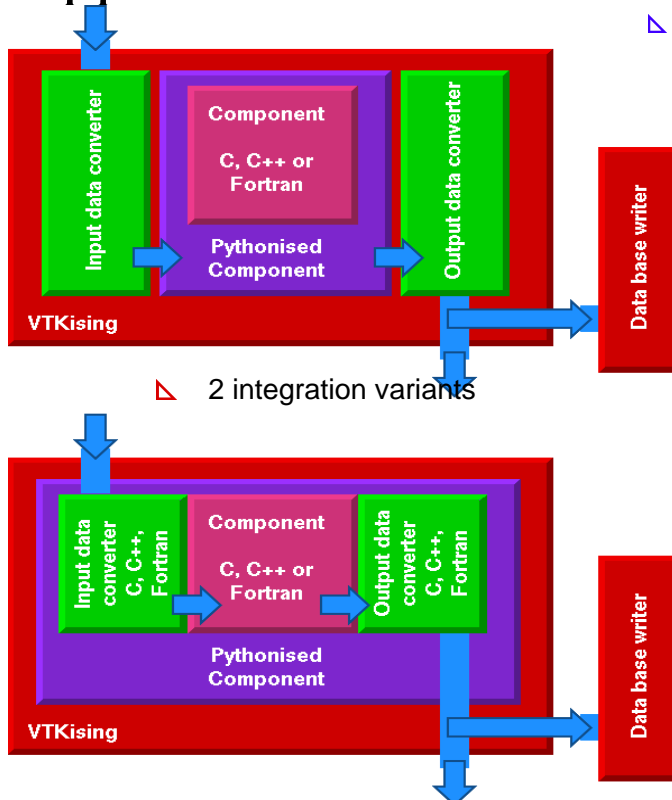 Input data converter
Component
C, C++ or
Fortran
Pythonised
Component
Output data converter
VTKising
Data base writer
2 integration variants
Input data
converter
C, C++,
Fortran
Component
C, C++ or
Fortran
Output data
converter
C, C++,
Fortran
Pythonised
Component
VTKising
Data base writer